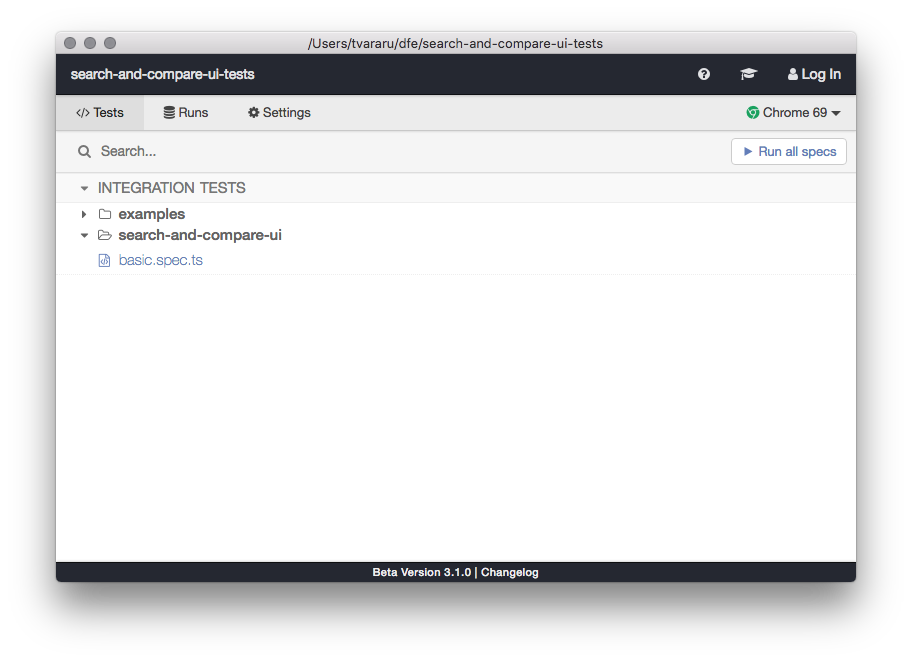 /Users/tvararu/dfe/search-and-compare-ui-tests
search-and-compare-ui-tests
Log In
Tests Runs Settings Chrome 69
Search... Run all specs
INTEGRATION TESTS
examples
search-and-compare-ui
basic.spec.ts
Beta Version 3.1.0 | Changelog